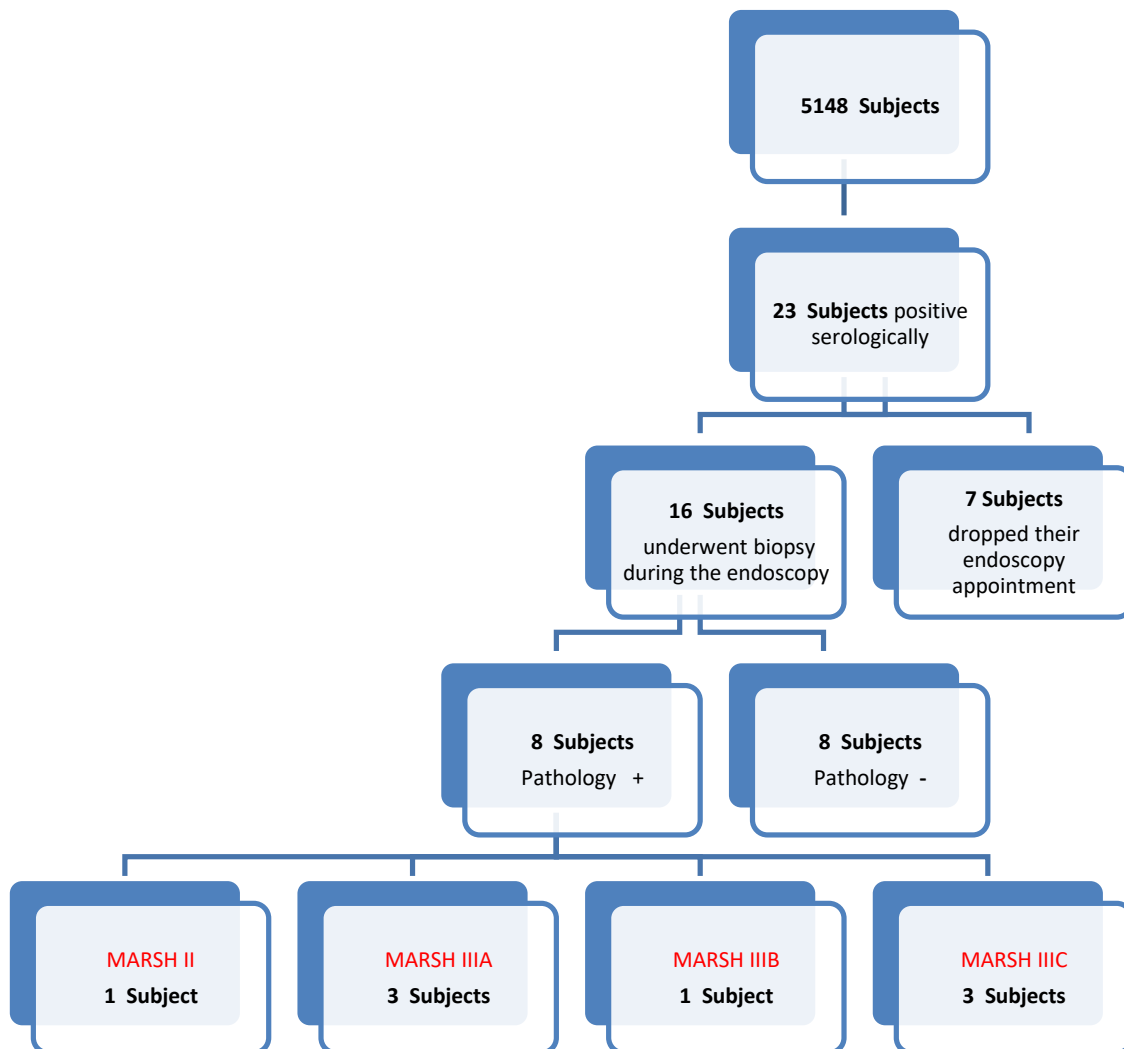 5148 Subjects
23 Subjects positive
serologically
16 Subjects
underwent biopsy
during the endoscopy
7 Subjects
dropped their
endoscopy
appointment
8 Subjects
Pathology +
8 Subjects
Pathology -
MARSH II
1 Subject
MARSH IIIA
3 Subjects
MARSH IIIB
1 Subject
MARSH IIIC
3 Subjects